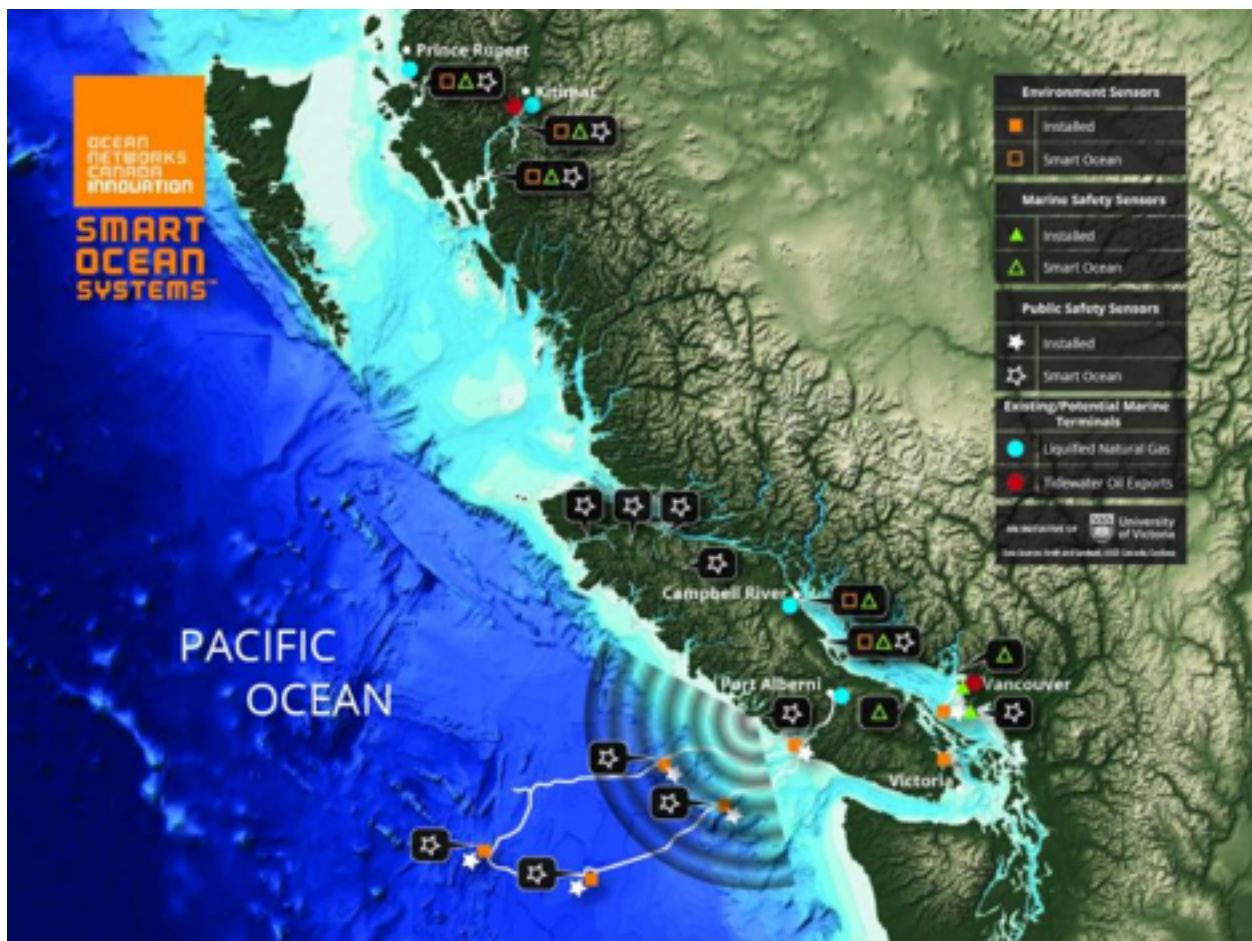 Prince Rupert
Kitimat
OCEAN
NETWORKS
CANADA
INNOVATION
SMART
OCEAN
SYSTEMS™
Environment Sensors
Installed
Smart Ocean
Marine Safety Sensors
Installed
Smart Ocean
Public Safety Sensors
Installed
Smart Ocean
Existing/Potential Marine
Terminals
Liquified Natural Gas
Tidewater Oil Exports
AN INITIATIVE OF
University
of Victoria
Campbell River
PACIFIC
OCEAN
Port Alberni
Vancouver
Victoria